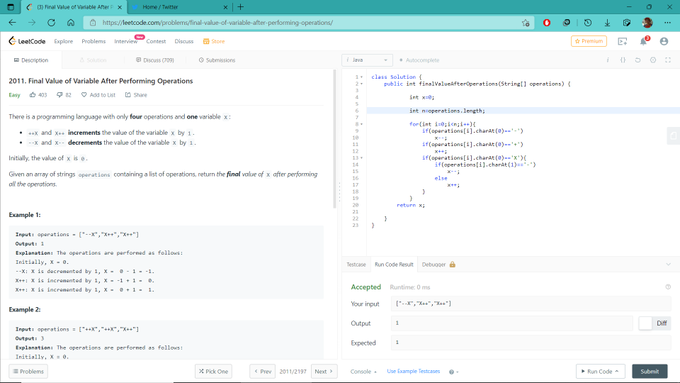 (3) Final Value of Variable After
Home / Twitter
https://leetcode.com/problems/final-value-of-variable-after-performing-operations/
LeetCode Explore Problems Interview New Contest Discuss Store
Premium
Description Solution Discuss (709) Submissions
2011. Final Value of Variable After Performing Operations
Easy 403 82 Add to List Share
There is a programming language with only four operations and one variable X:
++X and X++ increments the value of the variable X by 1.
--X and X-- decrements the value of the variable X by 1.
Initially, the value of X is 0.
Given an array of strings operations containing a list of operations, return the final value of X after performing
all the operations.
Example 1:
Input: operations = ["--X","X++","X++"]
Output: 1
Explanation: The operations are performed as follows:
Initially, X = 0.
--X: X is decremented by 1, X = 0 - 1 = -1.
X++: X is incremented by 1, X = -1 + 1 = 0.
X++: X is incremented by 1, X = 0 + 1 = 1.
Example 2:
Input: operations = ["++X","++X","X++"]
Output: 3
Explanation: The operations are performed as follows:
Initially, X = 0.
Problems Pick One Prev 2011/2197 Next
Java Autocomplete
1 class Solution {
2 public int finalValueAfterOperations(String[] operations) {
3
4 int x=0;
5
6 int n=operations.length;
7
8 for(int i=0;i<n;i++){
9 if(operations[i].charAt(0)=='-')
10 x--;
11 if(operations[i].charAt(0)=='+')
12 x++;
13 if(operations[i].charAt(0)=='X'){
14 if(operations[i].charAt(1)=='-')
15 x--;
16 else
17 x++;
18 }
19 }
20 return x;
21
22 }
23 }
Testcase Run Code Result Debugger
Accepted Runtime: 0 ms
Your input ["--X","X++","X++"]
Output 1 Diff
Expected 1
Console Use Example Testcases Run Code Submit